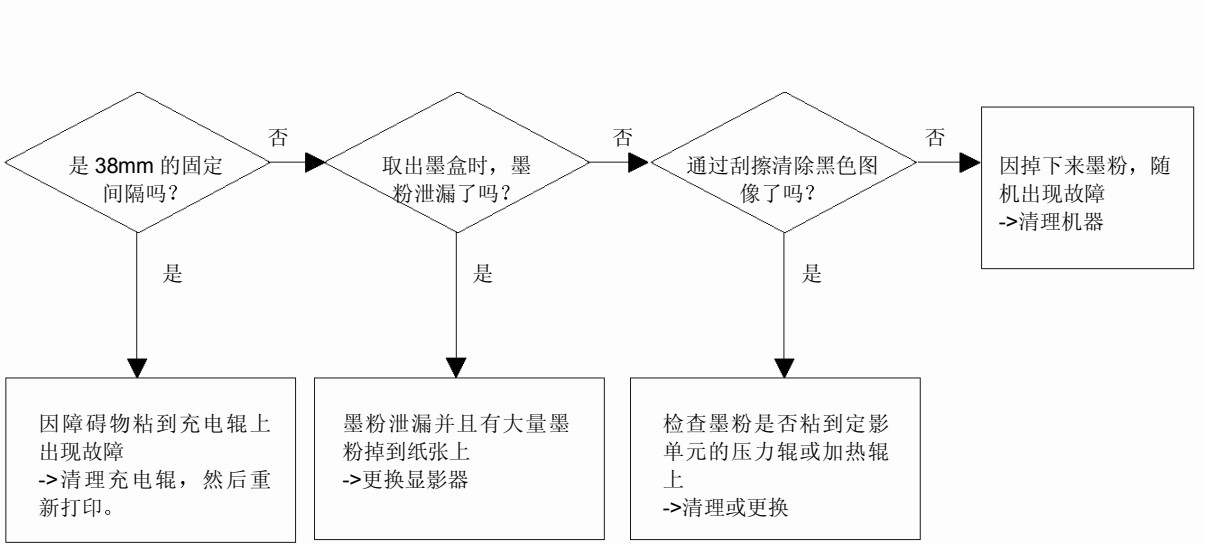 是 38mm 的固定
间隔吗？
否
取出墨盒时，墨
粉泄漏了吗？
否
通过刮擦清除黑色图
像了吗？
否
因掉下来墨粉，随
机出现故障
->清理机器
是
是
是
因障碍物粘到充电辊上
出现故障
->清理充电辊，然后重
新打印。
墨粉泄漏并且有大量墨
粉掉到纸张上
->更换显影器
检查墨粉是否粘到定影
单元的压力辊或加热辊
上
->清理或更换